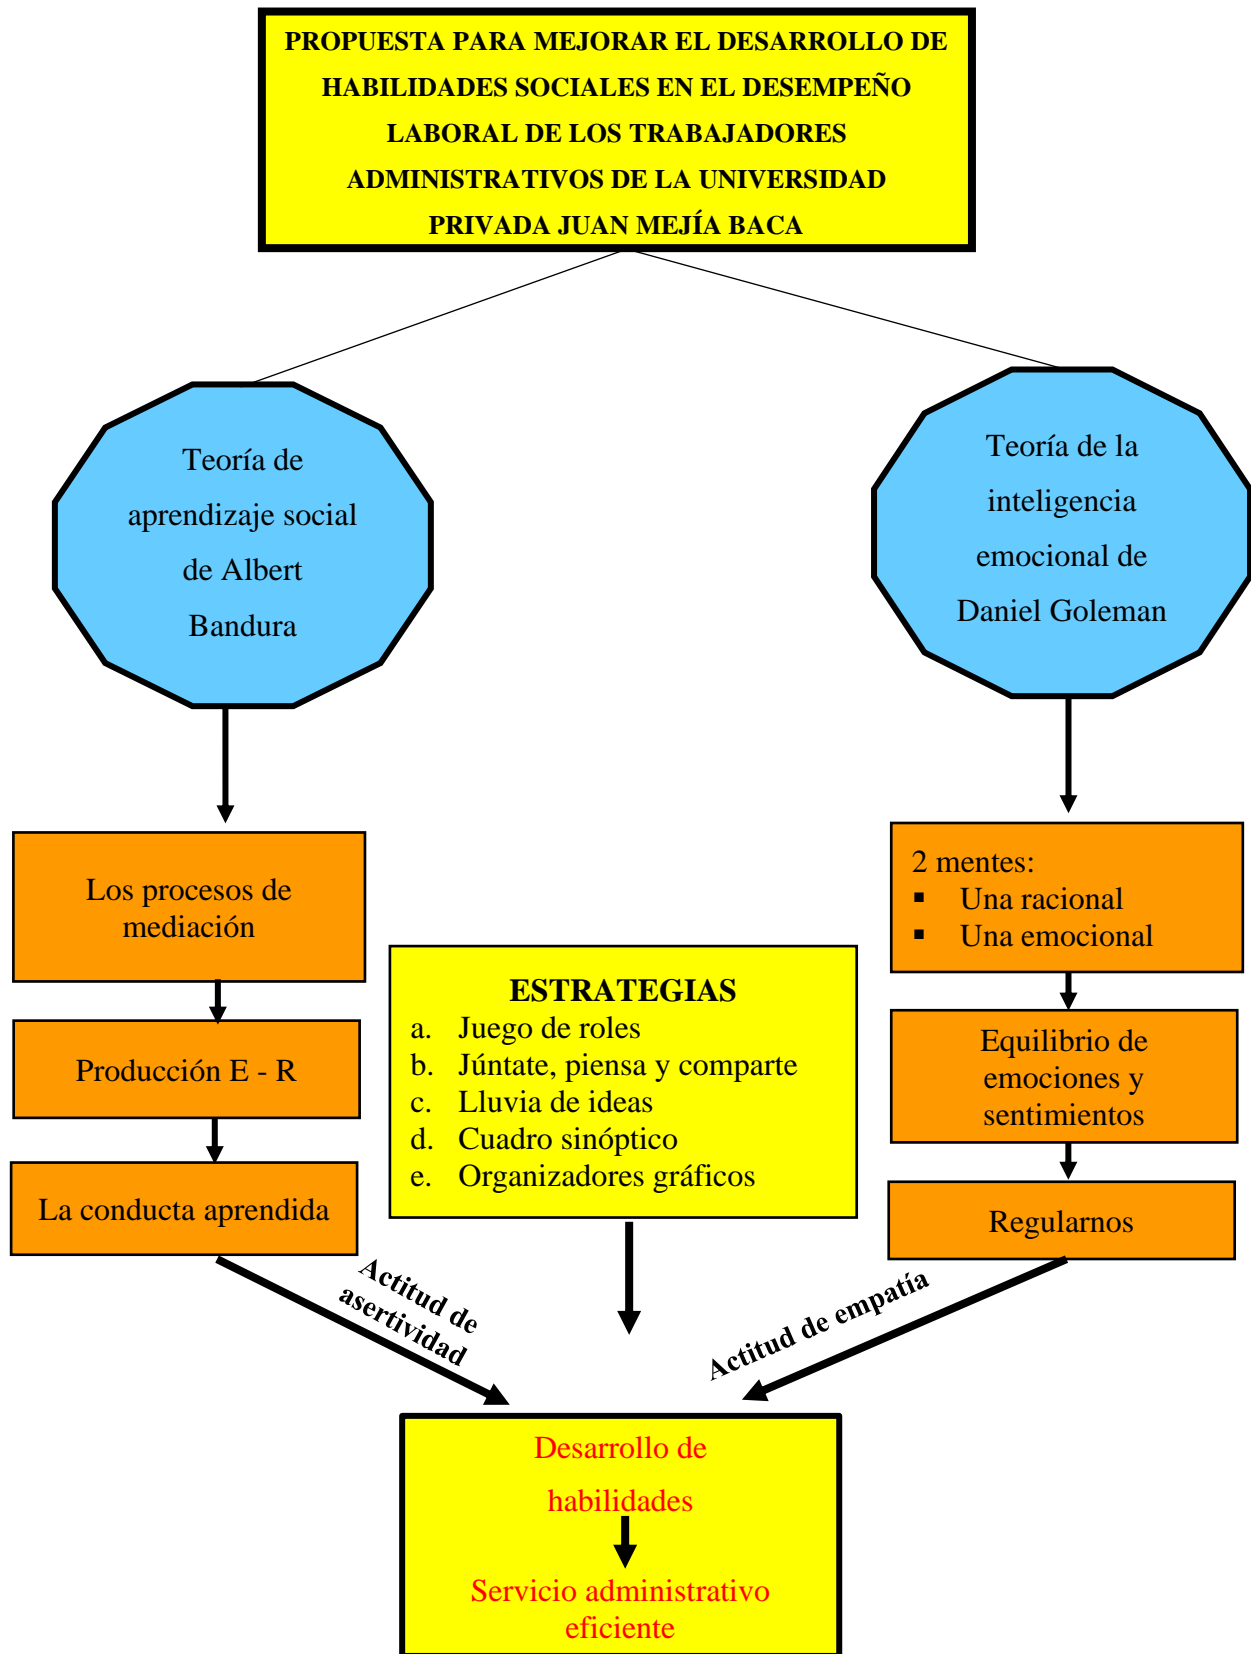 PROPUESTA PARA MEJORAR EL DESARROLLO DE
HABILIDADES SOCIALES EN EL DESEMPEÑO
LABORAL DE LOS TRABAJADORES
ADMINISTRATIVOS DE LA UNIVERSIDAD
PRIVADA JUAN MEJÍA BACA
Teoría de
aprendizaje social
de Albert
Bandura
Teoría de la
inteligencia
emocional de
Daniel Goleman
Los procesos de
mediación
Producción E - R
La conducta aprendida
2 mentes:
▪ Una racional
▪ Una emocional
Equilibrio de
emociones y
sentimientos
Regularnos
ESTRATEGIAS
a. Juego de roles
b. Júntate, piensa y comparte
c. Lluvia de ideas
d. Cuadro sinóptico
e. Organizadores gráficos
Actitud de
asertividad
Actitud de empatía
Desarrollo de
habilidades
Servicio administrativo
eficiente